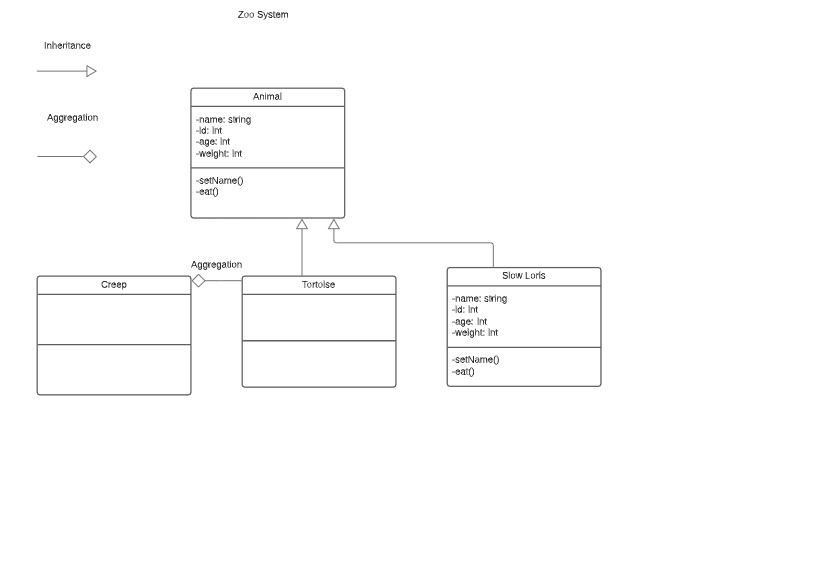 Zoo System
Inheritance
Aggregation
Animal
-name: string
-id: int
-age: int
-weight: int
-setName()
-eat()
Aggregation
Creep
Tortoise
Slow Loris
-name: string
-id: int
-age: int
-weight: int
-setName()
-eat()